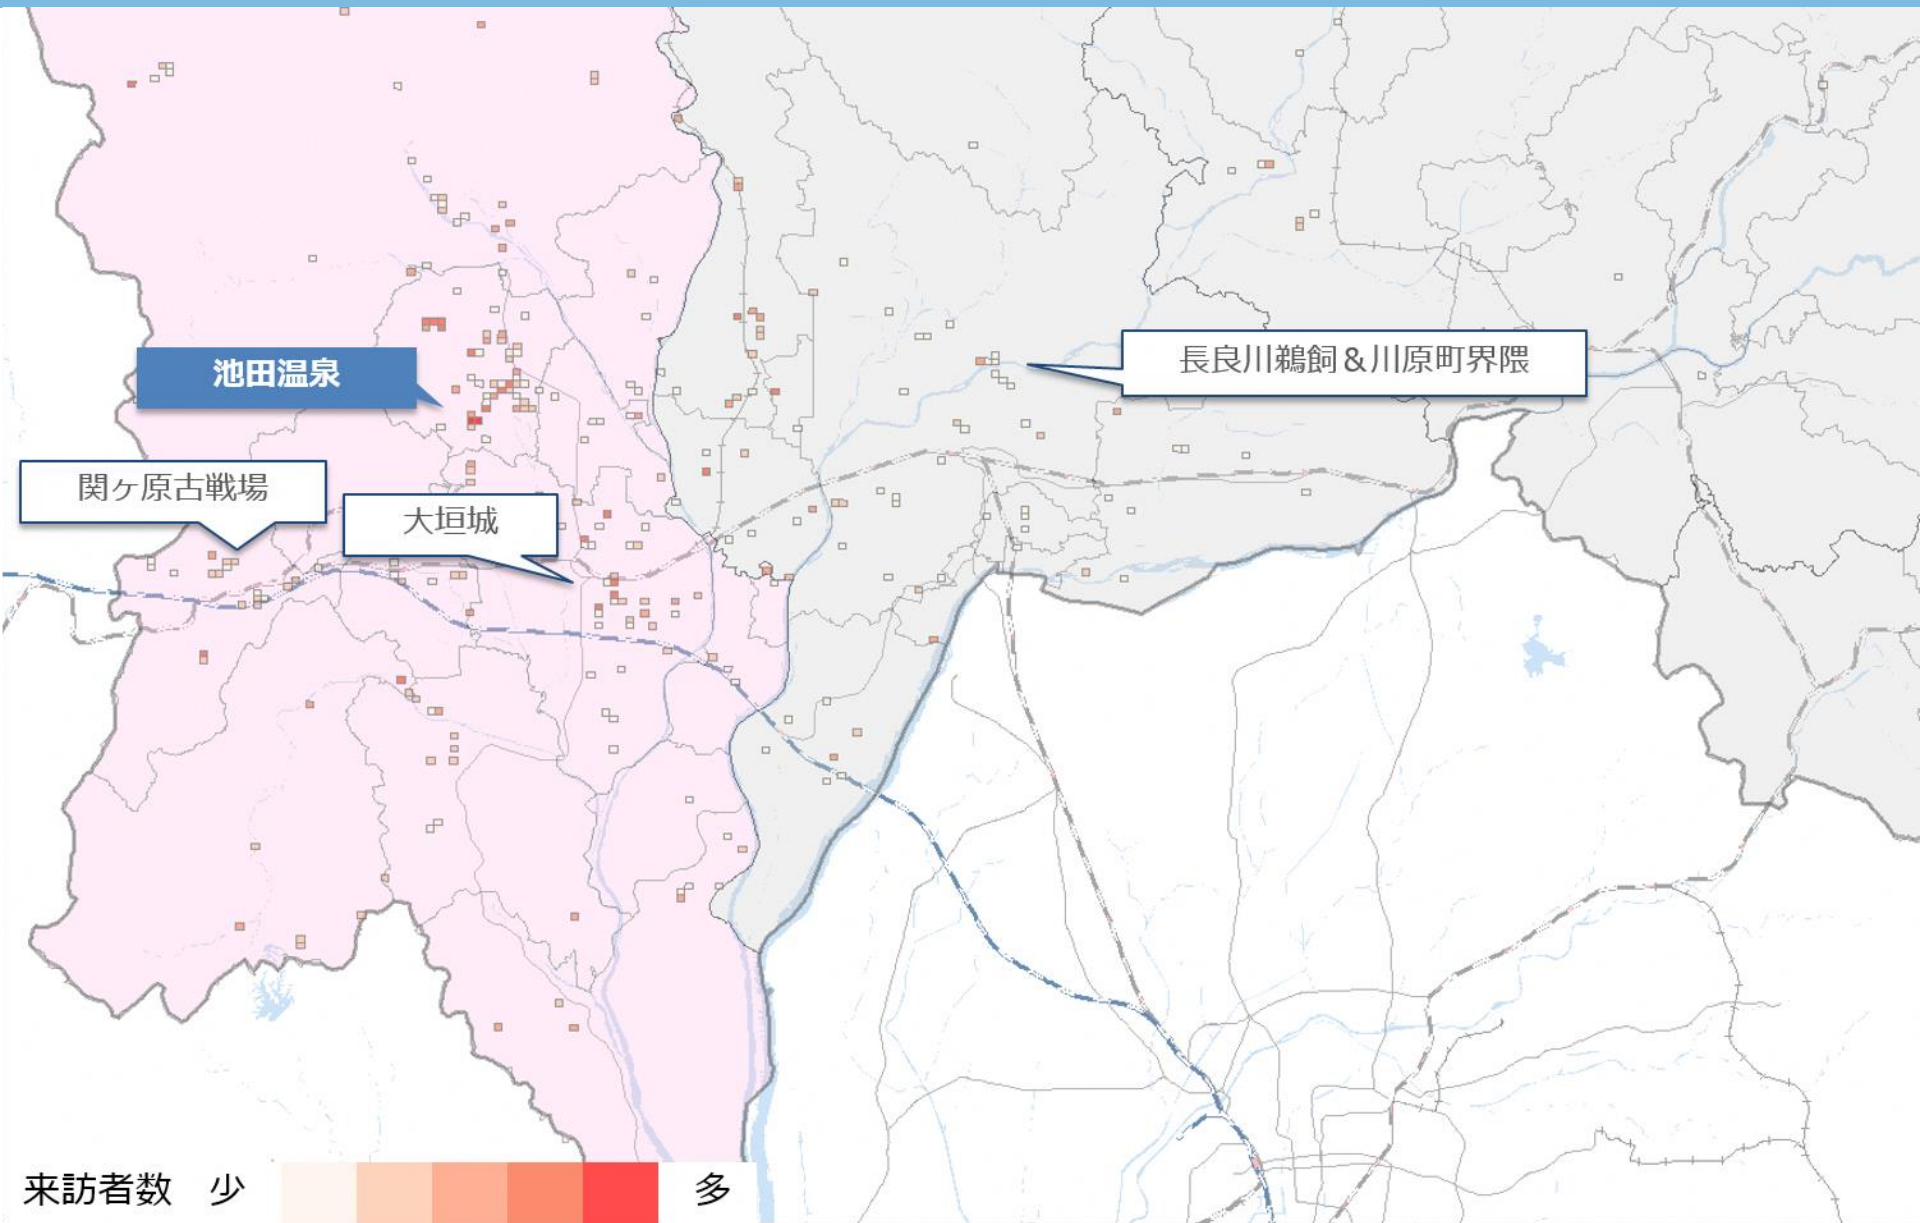 長良川鵜飼&川原町界隈
池田温泉
関ヶ原古戦場
大垣城
来訪者数 少 多